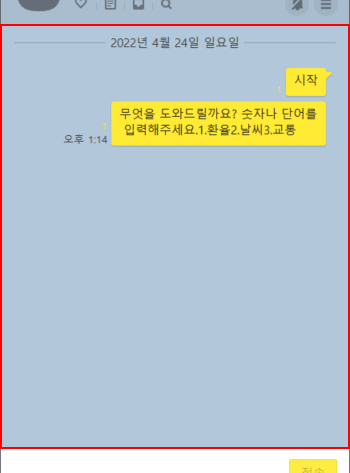 2022년 4월 24일 일요일
시작
1
무엇을 도와드릴까요? 숫자나 단어를
1
입력해주세요.1.환율2.날씨3.교통
오후 1:14
전송